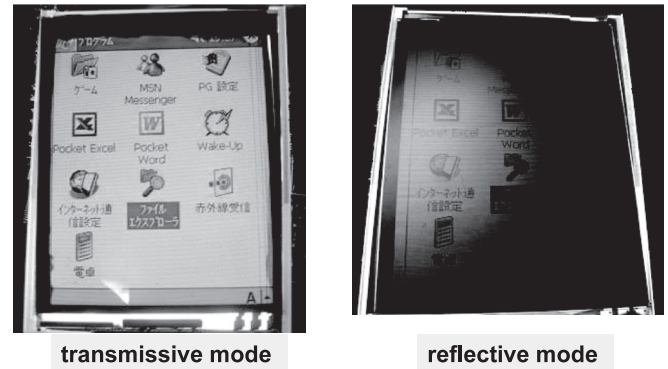 プログラム
ゲーム
MSN
Messenger
PG 設定
Pocket Excel
Pocket
Word
Wake-Up
インターネット通
信設定
ファイル
エクスプローラ
赤外線受信
電卓
A
transmissive mode
Pocket Excel
Pocket
Word
インターネット通
信設定
電卓
reflective mode